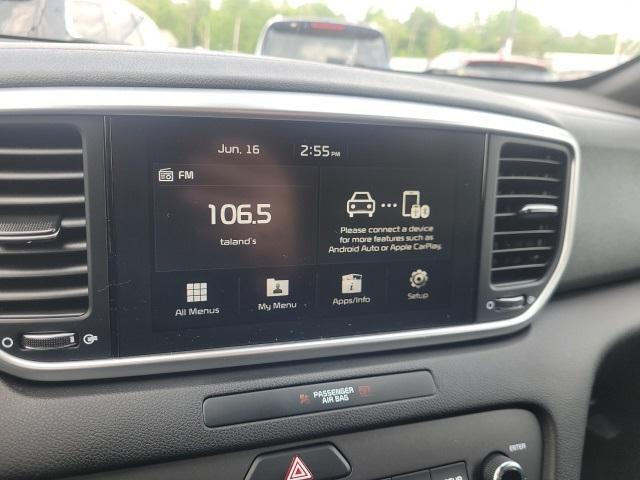 Jun. 16 2:55 PM
FM
106.5
taland's
Please connect a device
for more features such as
Android Auto or Apple CarPlay.
All Menus My Menu Apps/Info Setup
PASSENGER
AIR BAG
ENTER